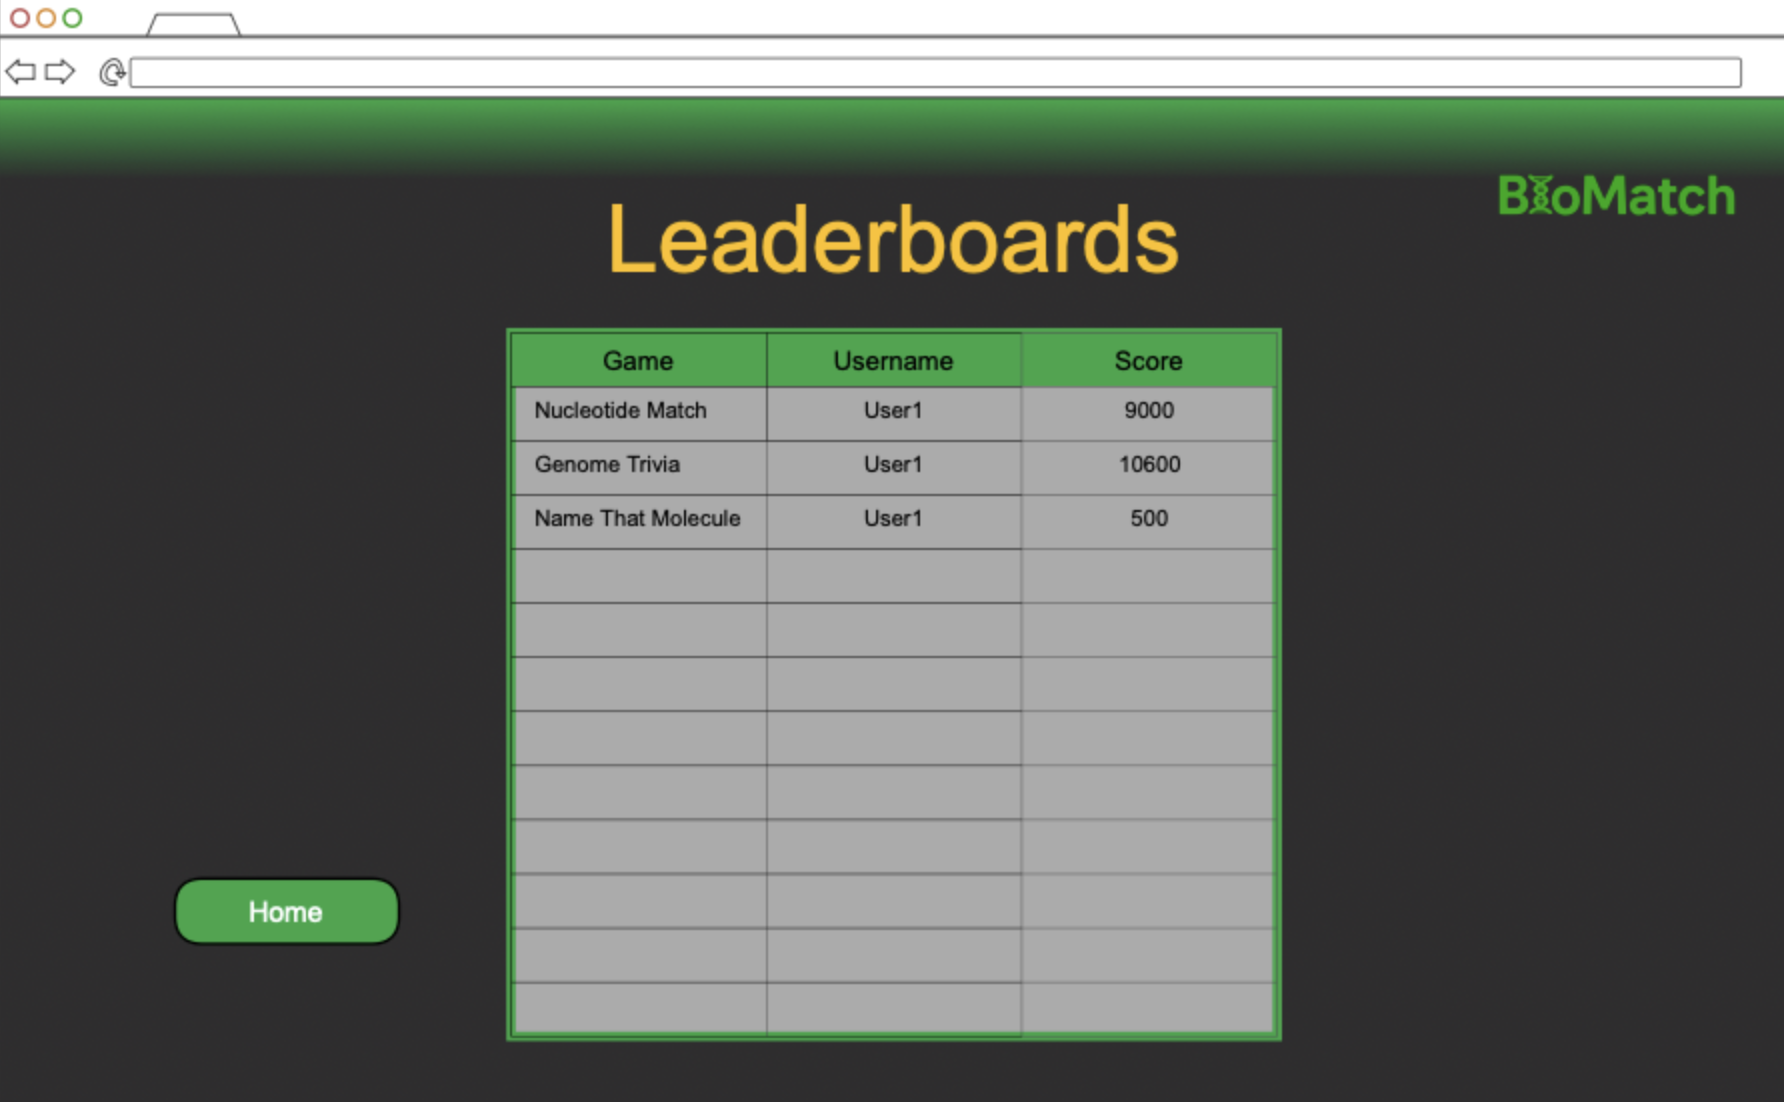 BioMatch
Leaderboards
Game Username Score
Nucleotide Match User1 9000
Genome Trivia User1 10600
Name That Molecule User1 500
Home